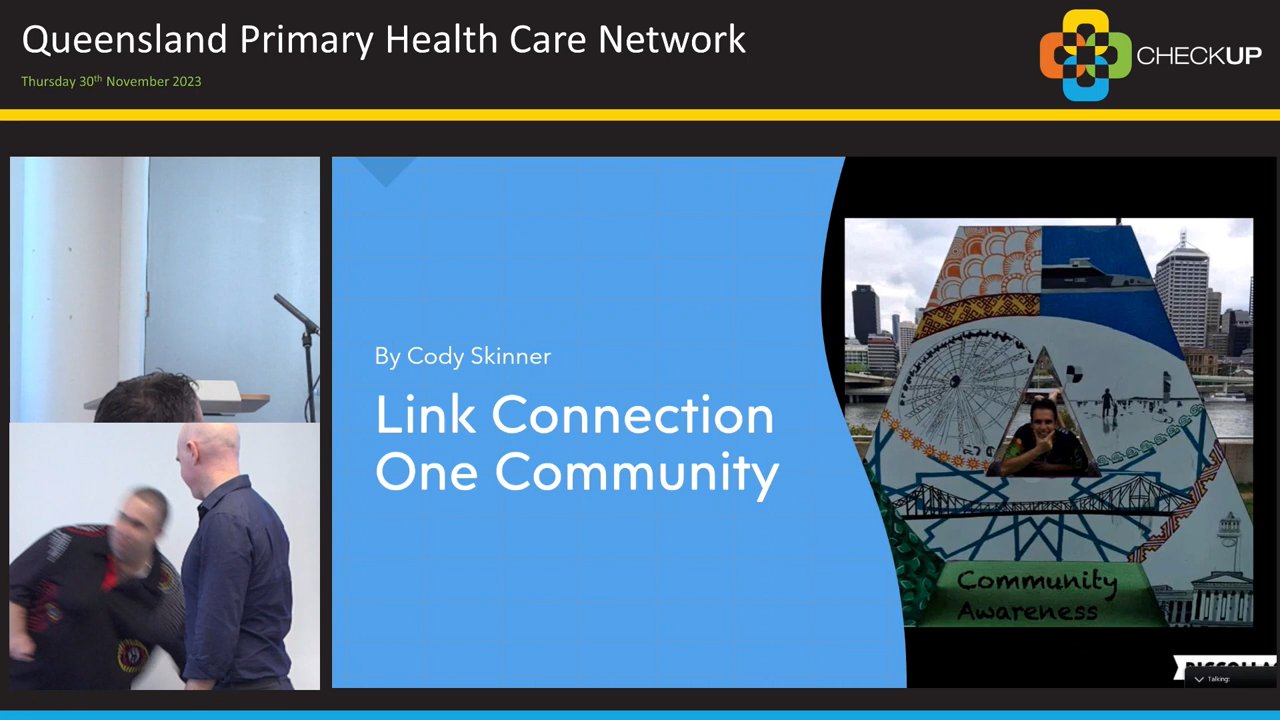 Queensland Primary Health Care Network
Thursday 30th November 2023
CHECKUP
By Cody Skinner
Link Connection
One Community
Community
Awareness
Talking: